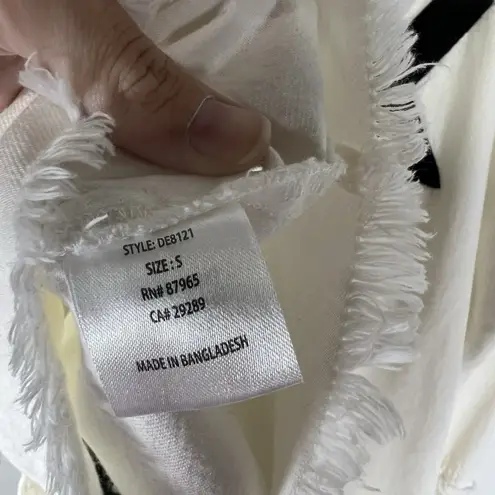 STYLE: DE8121
SIZE : S
RN# 87965
CA# 29289
MADE IN BANGLADESH